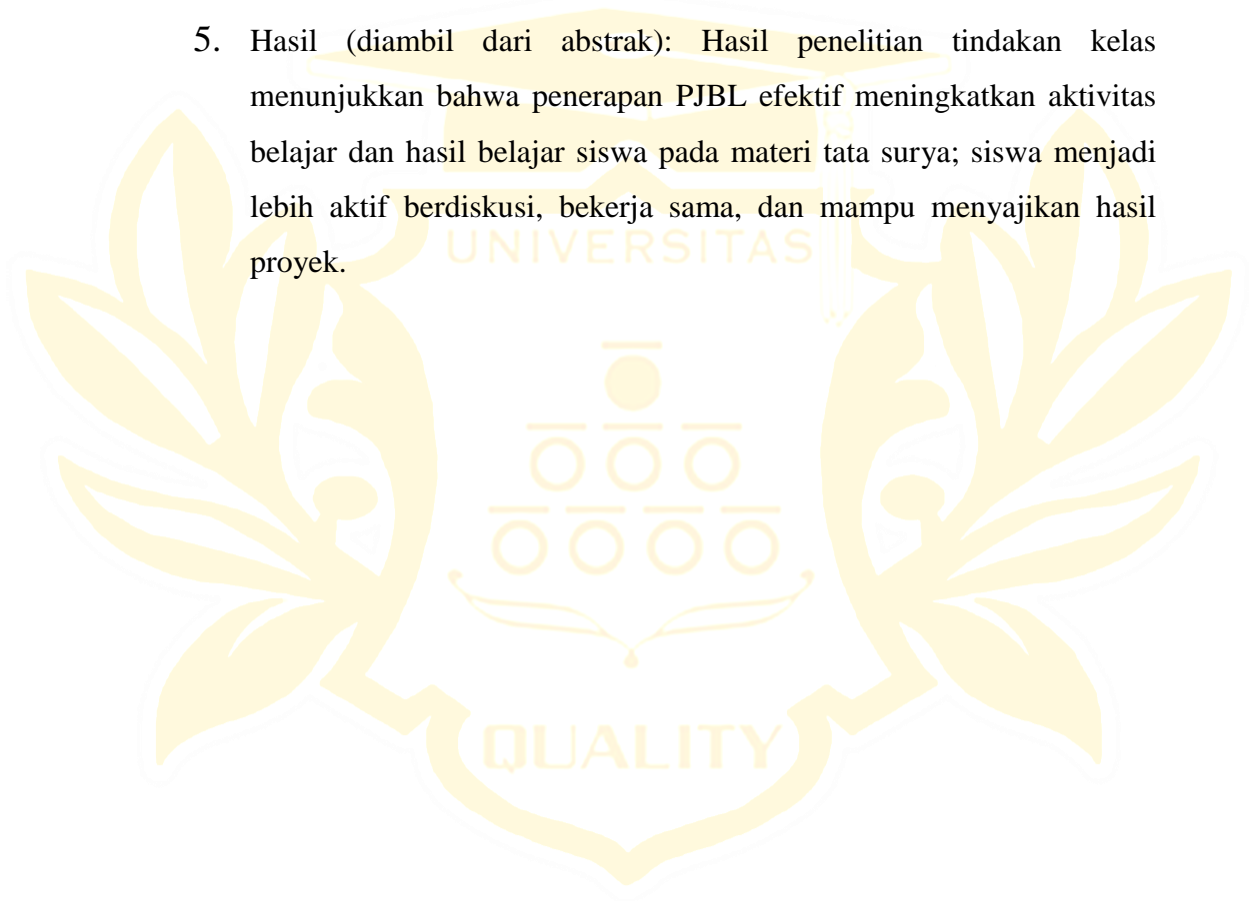 5. Hasil (diambil dari abstrak): Hasil penelitian tindakan kelas
menunjukkan bahwa penerapan PJBL efektif meningkatkan aktivitas
belajar dan hasil belajar siswa pada materi tata surya; siswa menjadi
lebih aktif berdiskusi, bekerja sama, dan mampu menyajikan hasil
proyek.
UNIVERSITAS
QUALITY